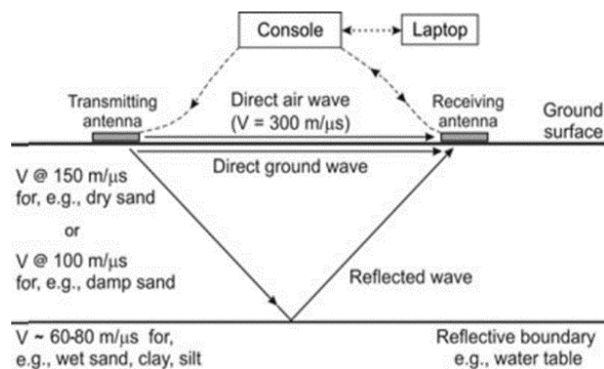 Console
Laptop
Transmitting
antenna
Direct air wave
(V = 300 m/μs)
Receiving
antenna
Ground
surface
Direct ground wave
V @ 150 m/μs
for, e.g., dry sand
or
V @ 100 m/μs
for, e.g., damp sand
Reflected wave
V ~ 60-80 m/μs for,
e.g., wet sand, clay, silt
Reflective boundary
e.g., water table